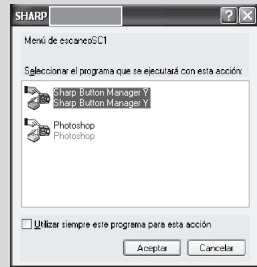 SHARP
Menú de escaneoSC1
Seleccionar el programa que se ejecutará con esta acción:
Sharp Button Manager Y
Sharp Button Manager Y
Photoshop
Photoshop
Utilizar siempre este programa para esta acción
Aceptar
Cancelar